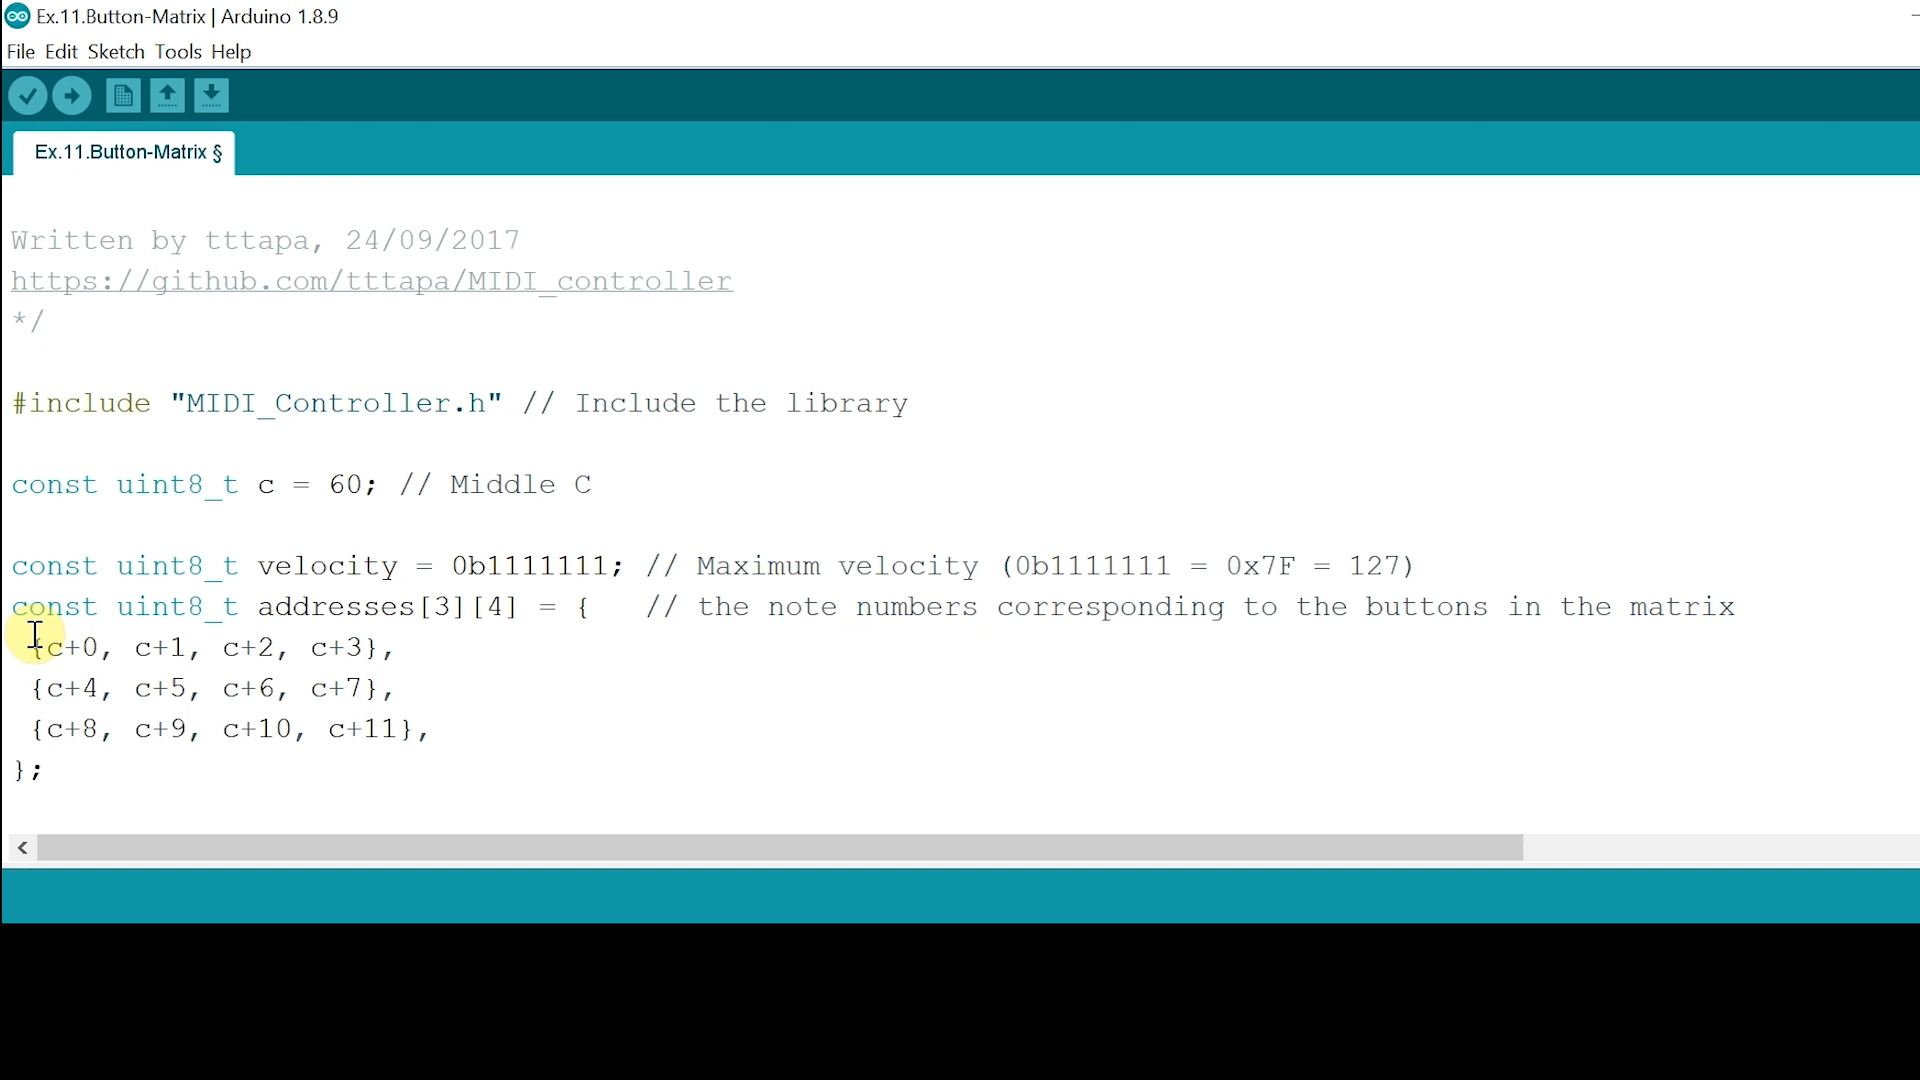 Ex.11.Button-Matrix | Arduino 1.8.9
File Edit Sketch Tools Help
Ex.11.Button-Matrix §
Written by tttapa, 24/09/2017
https://github.com/tttapa/MIDI_controller
*/
#include "MIDI_Controller.h" // Include the library
const uint8_t c = 60; // Middle C
const uint8_t velocity = 0b1111111; // Maximum velocity (0b1111111 = 0x7F = 127)
const uint8_t addresses[3][4] = {   // the note numbers corresponding to the buttons in the matrix
{c+0, c+1, c+2, c+3},
{c+4, c+5, c+6, c+7},
{c+8, c+9, c+10, c+11},
};